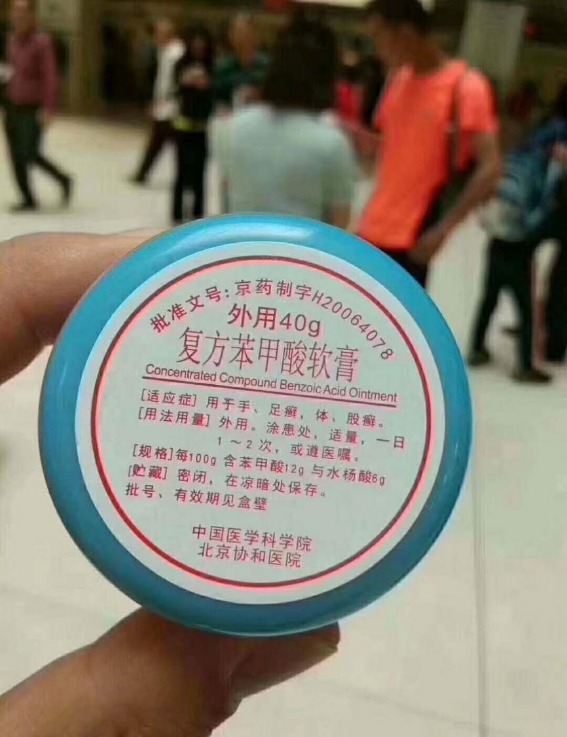 批准文号:京药制字H20064078
外用40g
复方苯甲酸软膏
Concentrated Compound Benzoic Acid Ointment
[适应症] 用于手、足癣，体、股癣。
[用法用量] 外用。涂患处，适量，一日
1～2次，或遵医嘱。
[规格]每100g 含苯甲酸12g 与水杨酸6g
[贮藏] 密闭，在凉暗处保存。
批号、有效期见盒壁
中国医学科学院
北京协和医院